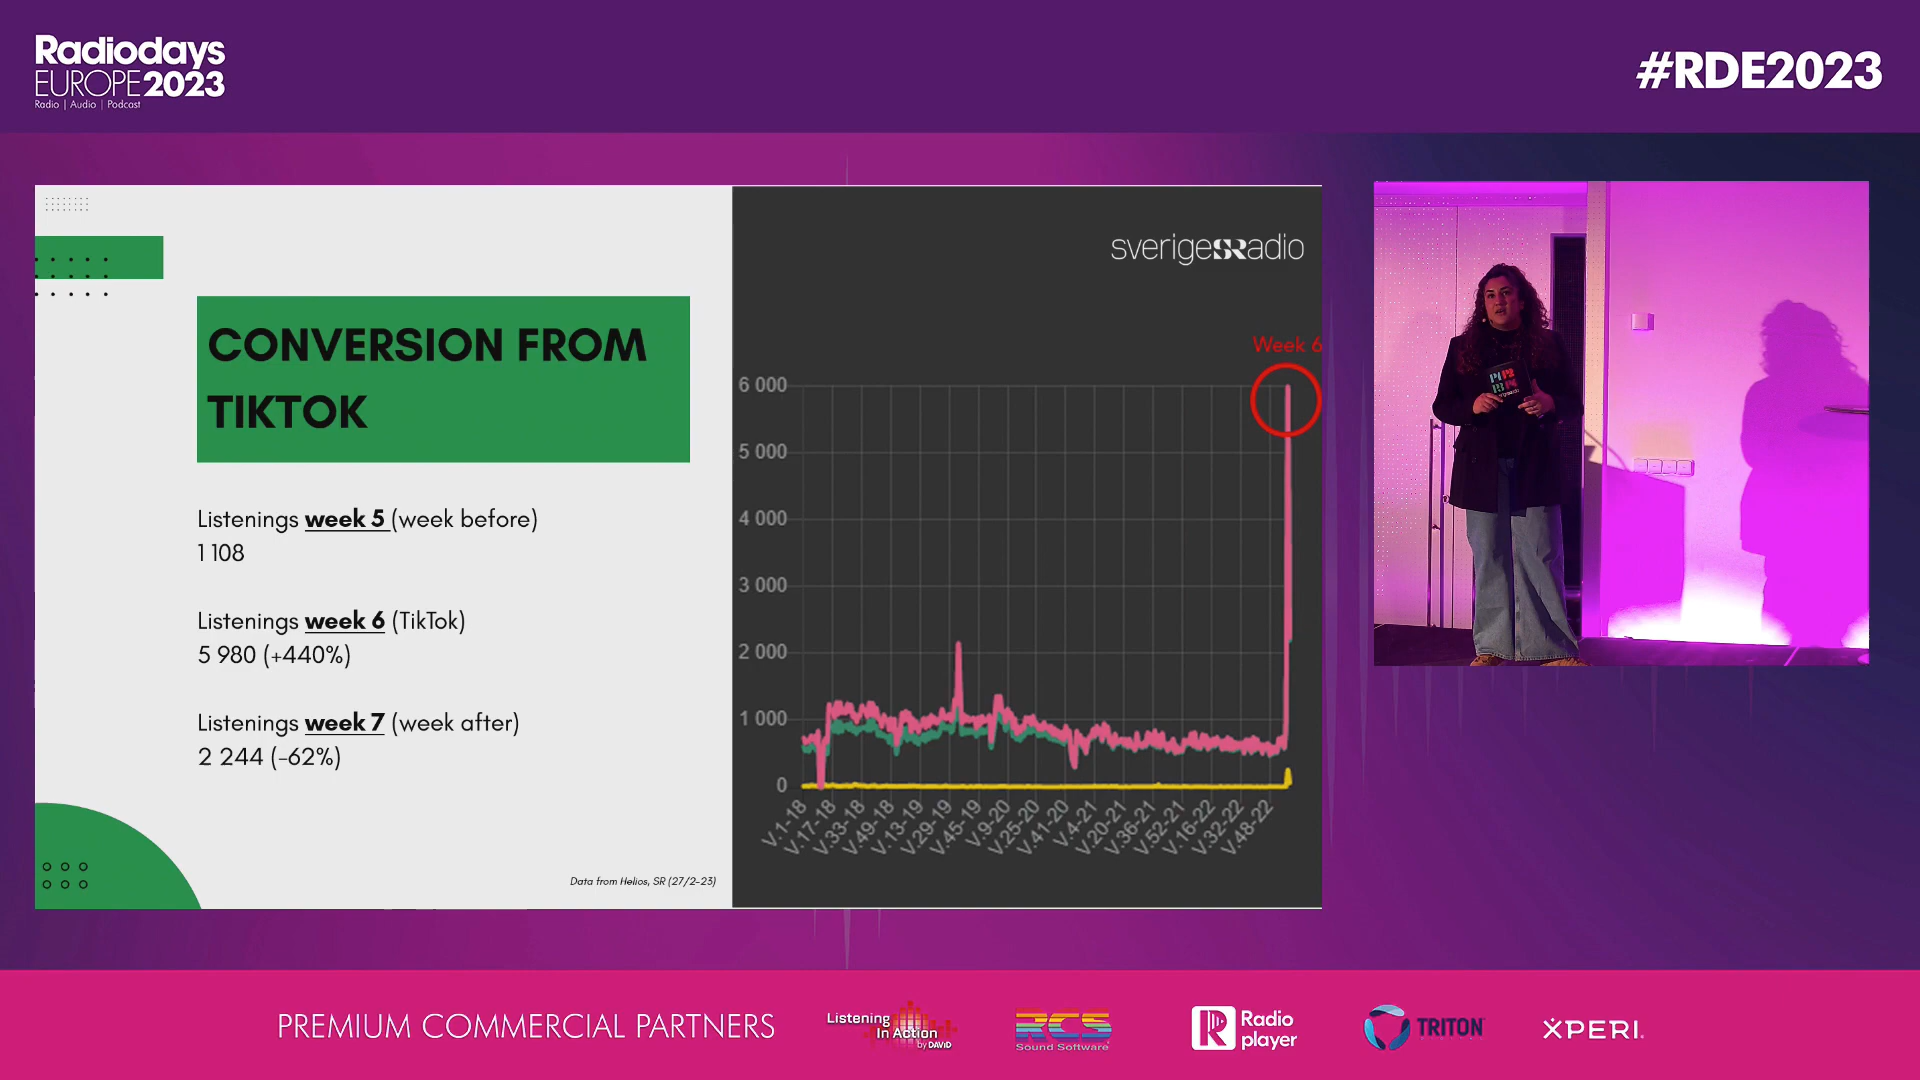 Radiodays
EUROPE 2023
Radio | Audio | Podcast
#RDE2023
CONVERSION FROM
TIKTOK
Listenings week 5 (week before)
1 108
Listenings week 6 (TikTok)
5 980 (+440%)
Listenings week 7 (week after)
2 244 (-62%)
Data from Helios, SR (27/2-23)
sverigesRadio
Week 6
6 000
5 000
4 000
3 000
2 000
1 000
0
V.1-18
V.17-18
V.33-18
V.49-18
V.13-19
V.29-19
V.45-19
V.9-20
V.25-20
V.41-20
V.4-21
V.20-21
V.36-21
V.52-21
V.16-22
V.32-22
V.48-22
PREMIUM COMMERCIAL PARTNERS
Listening
In Action
by DAVID
RCS
Sound Software
Radio
player
TRITON
XPERI.